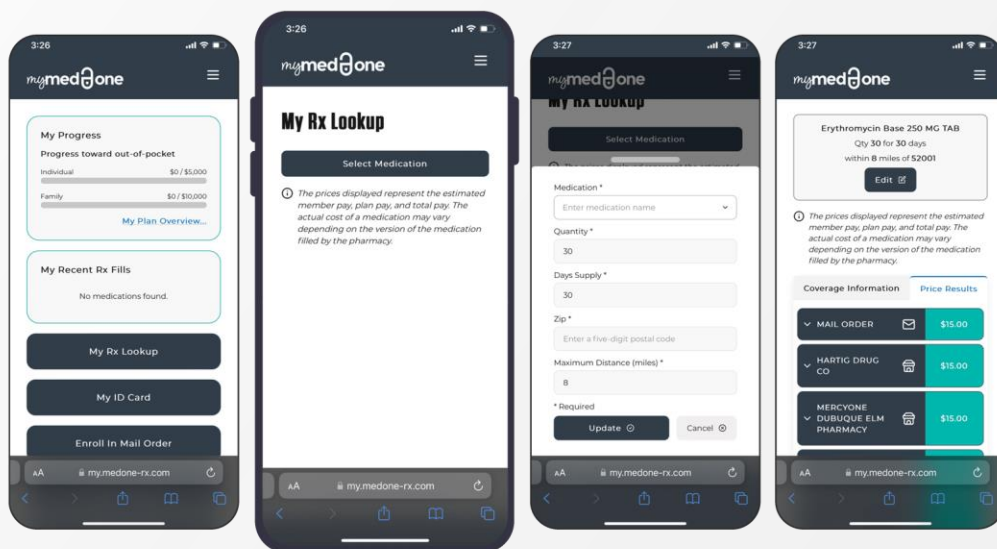 3:26
mymedone
My Progress
Progress toward out-of-pocket
Individual $0 / $5,000
Family $0 / $10,000
My Plan Overview...
My Recent Rx Fills
No medications found.
My Rx Lookup
My ID Card
Enroll In Mail Order
AA my.medone-rx.com
3:26
mymedone
My Rx Lookup
Select Medication
The prices displayed represent the estimated
member pay, plan pay, and total pay. The
actual cost of a medication may vary
depending on the version of the medication
filled by the pharmacy.
AA my.medone-rx.com
3:27
mymedone
My Rx Lookup
Select Medication
The prices displayed represent the estimated
Medication *
Enter medication name
Quantity *
30
Days Supply *
30
Zip *
Enter a five-digit postal code
Maximum Distance (miles) *
8
* Required
Update Cancel
AA my.medone-rx.com
3:27
mymedone
Erythromycin Base 250 MG TAB
Qty 30 for 30 days
within 8 miles of 52001
Edit
The prices displayed represent the estimated
member pay, plan pay, and total pay. The
actual cost of a medication may vary
depending on the version of the medication
filled by the pharmacy.
Coverage Information Price Results
MAIL ORDER $15.00
HARTIG DRUG
CO $15.00
MERCYONE
DUBUQUE ELM
PHARMACY $15.00
AA my.medone-rx.com